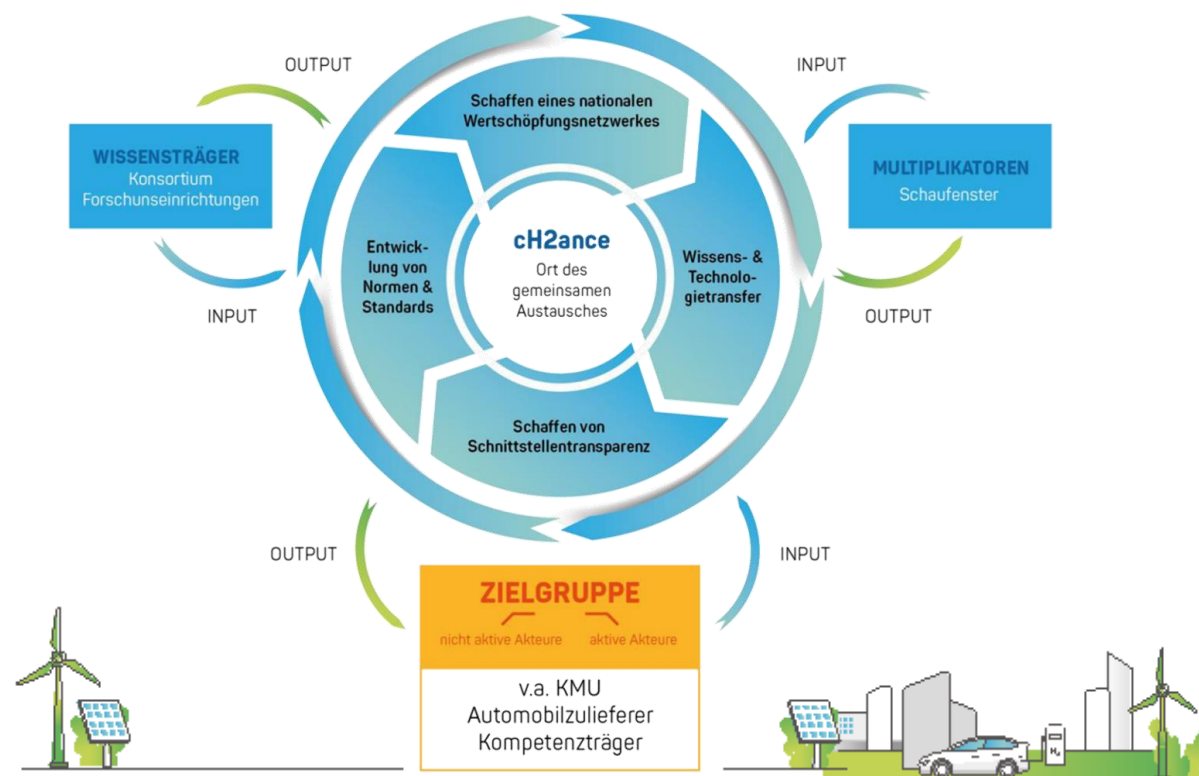 OUTPUT
INPUT
Schaffen eines nationalen
Wertschöpfungsnetzwerkes
WISSENSTRÄGER
Konsortium
Forschunseinrichtungen
MULTIPLIKATOREN
Schaufenster
Entwick-
lung von
Normen &
Standards
cH2ance
Ort des
gemeinsamen
Austausches
Wissens- &
Technolo-
gietransfer
INPUT
OUTPUT
Schaffen von
Schnittstellentransparenz
OUTPUT
INPUT
ZIELGRUPPE
nicht aktive Akteure
aktive Akteure
v.a. KMU
Automobilzulieferer
Kompetenzträger
H₂